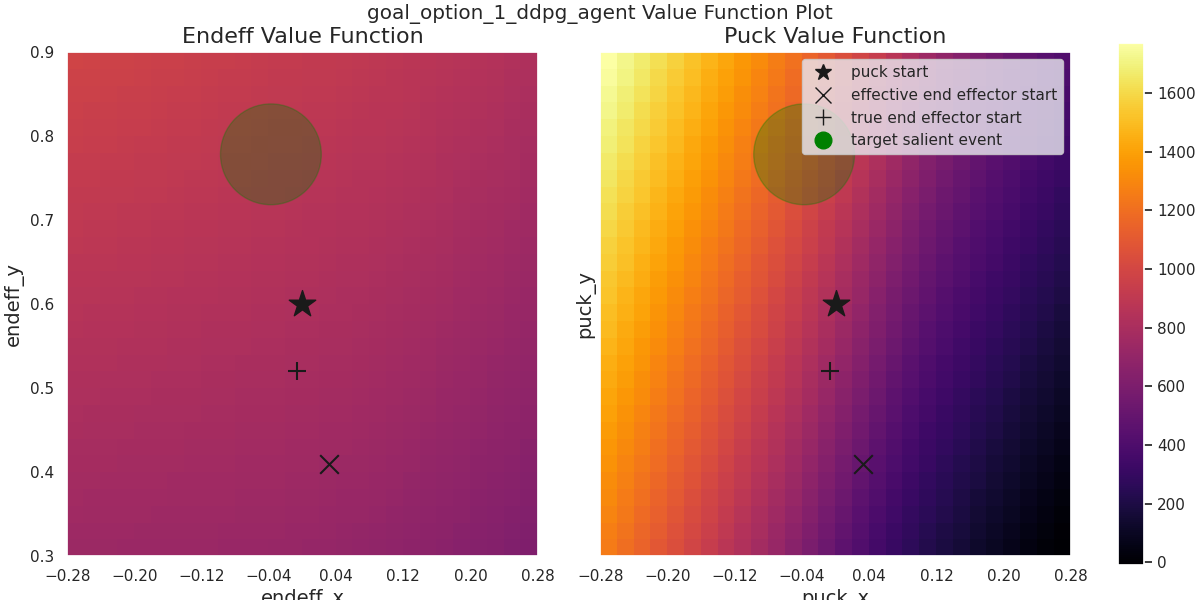 goal_option_1_ddpg_agent Value Function Plot
Endeff Value Function
0.9
0.8
0.7
0.6
0.5
0.4
0.3
endeff_y
−0.28 −0.20 −0.12 −0.04 0.04 0.12 0.20 0.28
endeff_x
Puck Value Function
puck start
effective end effector start
true end effector start
target salient event
puck_y
−0.28 −0.20 −0.12 −0.04 0.04 0.12 0.20 0.28
puck_x
1600
1400
1200
1000
800
600
400
200
0